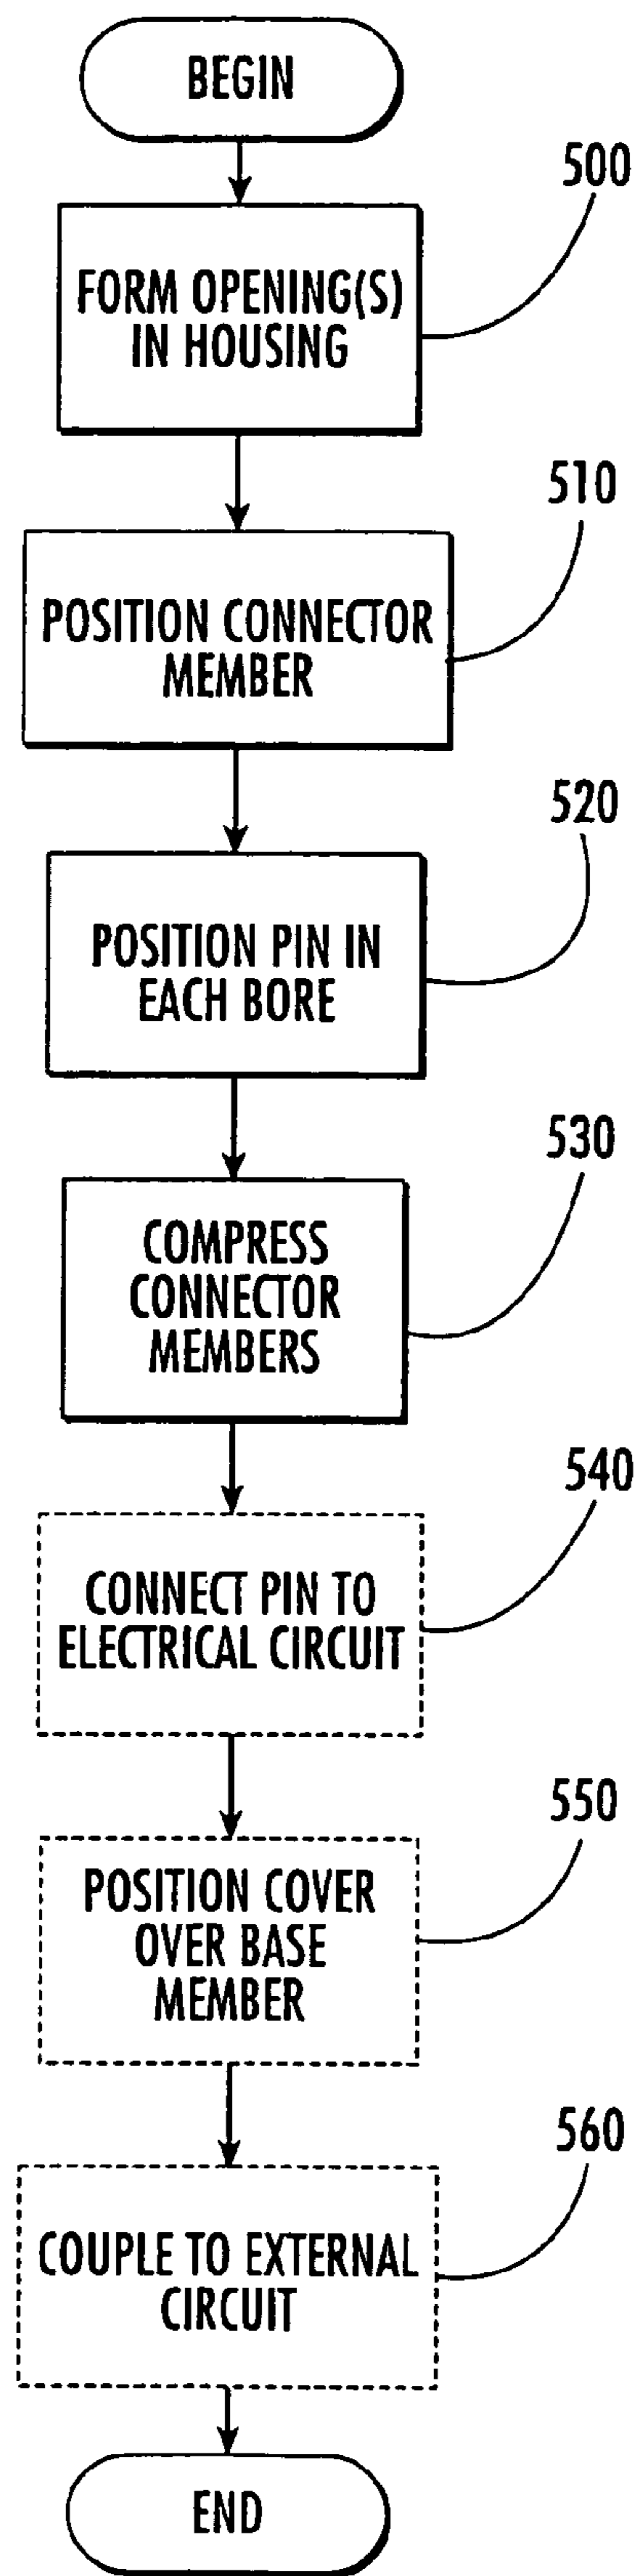 BEGIN
500
FORM OPENING(S)
IN HOUSING
510
POSITION CONNECTOR
MEMBER
520
POSITION PIN IN
EACH BORE
530
COMPRESS
CONNECTOR
MEMBERS
540
CONNECT PIN TO
ELECTRICAL CIRCUIT
550
POSITION COVER
OVER BASE
MEMBER
560
COUPLE TO EXTERNAL
CIRCUIT
END